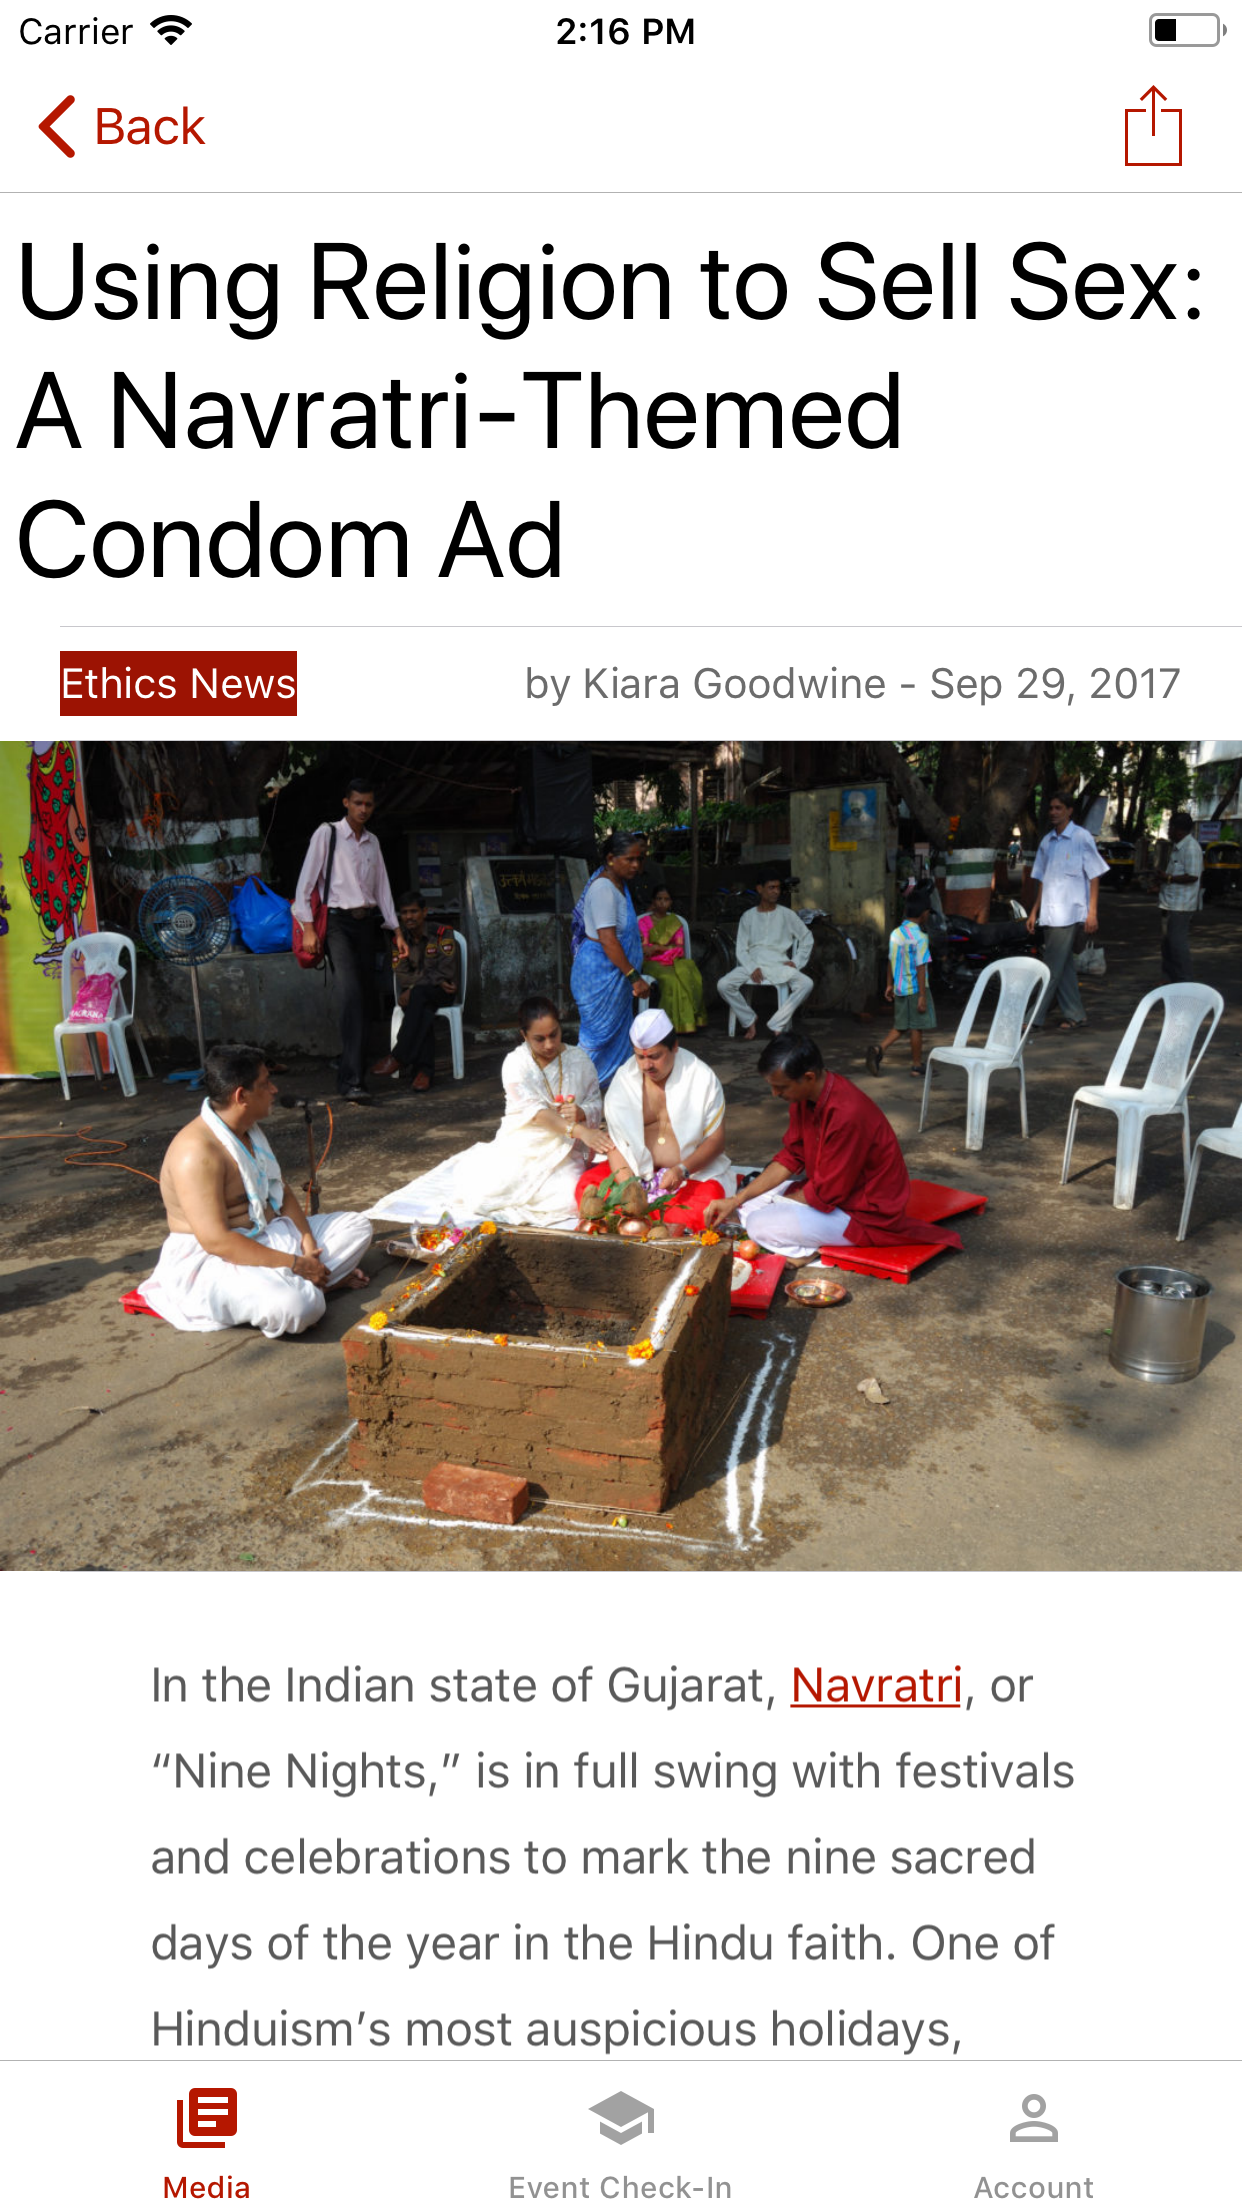 Carrier 2:16 PM
Back
Using Religion to Sell Sex:
A Navratri-Themed
Condom Ad
Ethics News by Kiara Goodwine - Sep 29, 2017
In the Indian state of Gujarat, Navratri, or
“Nine Nights,” is in full swing with festivals
and celebrations to mark the nine sacred
days of the year in the Hindu faith. One of
Hinduism’s most auspicious holidays,
Media Event Check-In Account